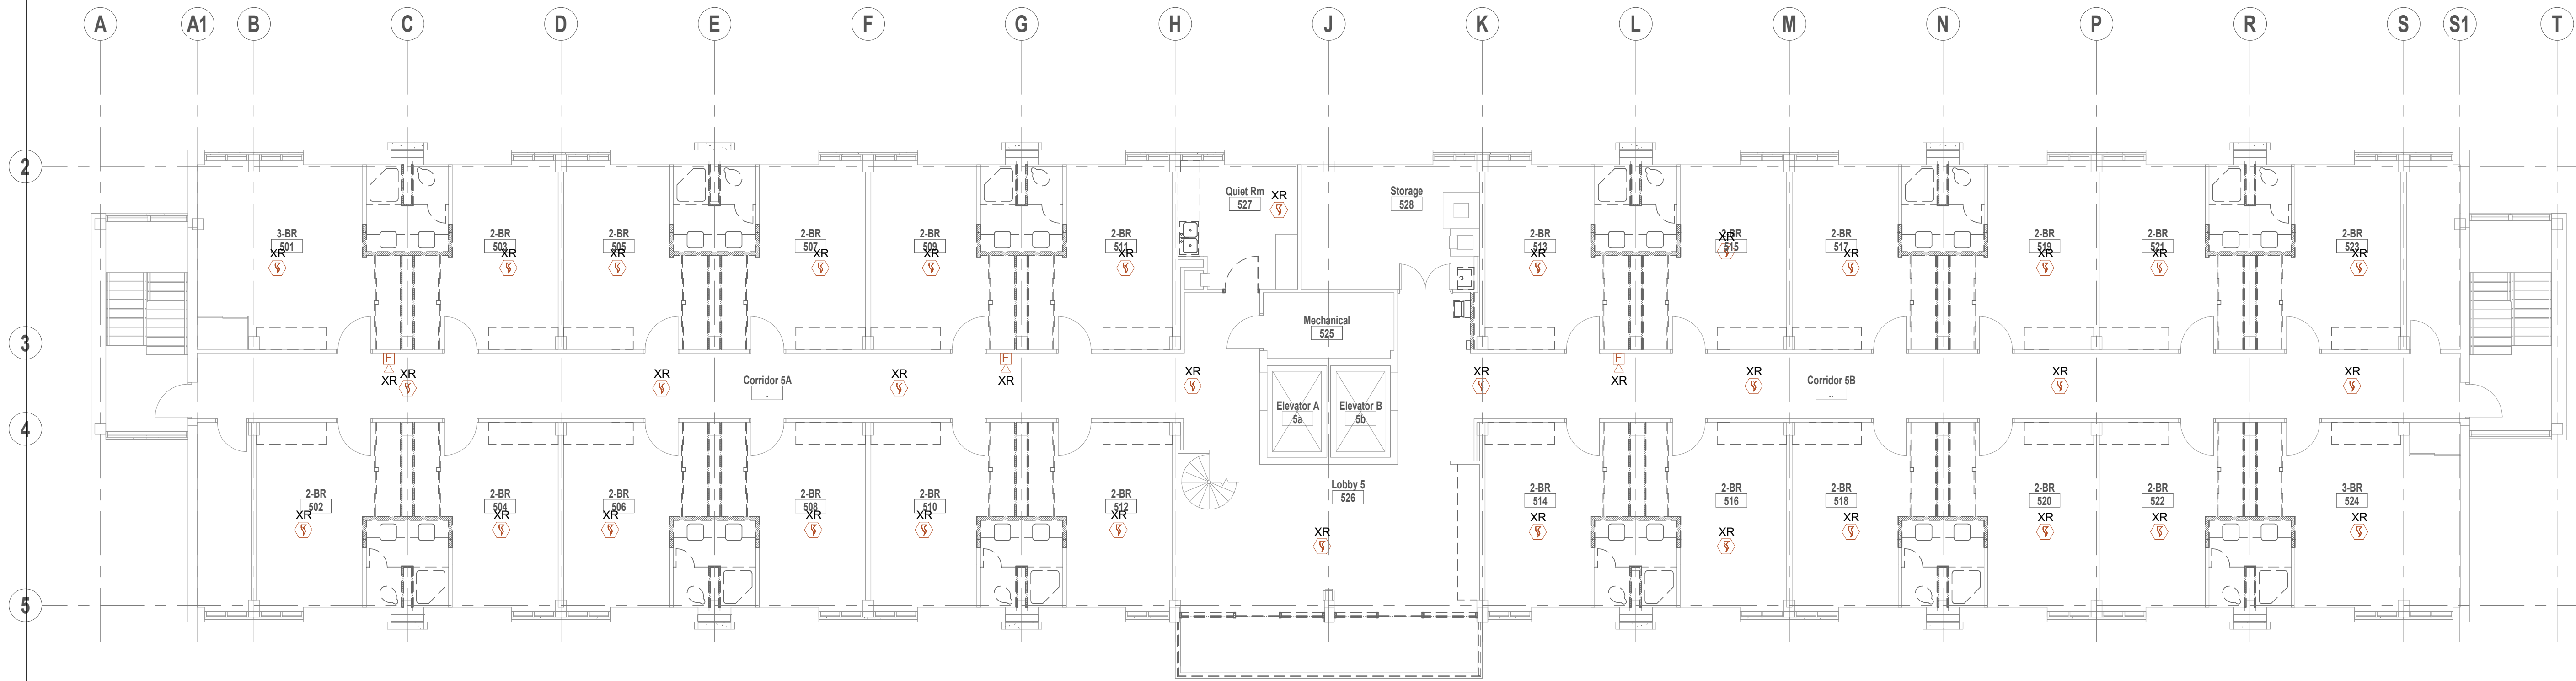 A A1 B C D E F G H J K L M N P R S S1 T
2
Quiet Rm
527
XR
Storage
528
3-BR
501
XR
2-BR
503
XR
2-BR
505
XR
2-BR
507
XR
2-BR
509
XR
2-BR
511
XR
2-BR
513
XR
2-BR
515
XR
2-BR
517
XR
2-BR
519
XR
2-BR
521
XR
2-BR
523
XR
Mechanical
525
3
F
XR
XR
XR
Corridor 5A
XR
F
XR
XR
XR
F
XR
XR
Corridor 5B
XR
XR
Elevator A
5a
Elevator B
5b
4
2-BR
502
XR
2-BR
504
XR
2-BR
506
XR
2-BR
508
XR
2-BR
510
XR
2-BR
512
XR
Lobby 5
526
XR
2-BR
514
XR
2-BR
516
XR
2-BR
518
XR
2-BR
520
XR
2-BR
522
XR
3-BR
524
XR
5